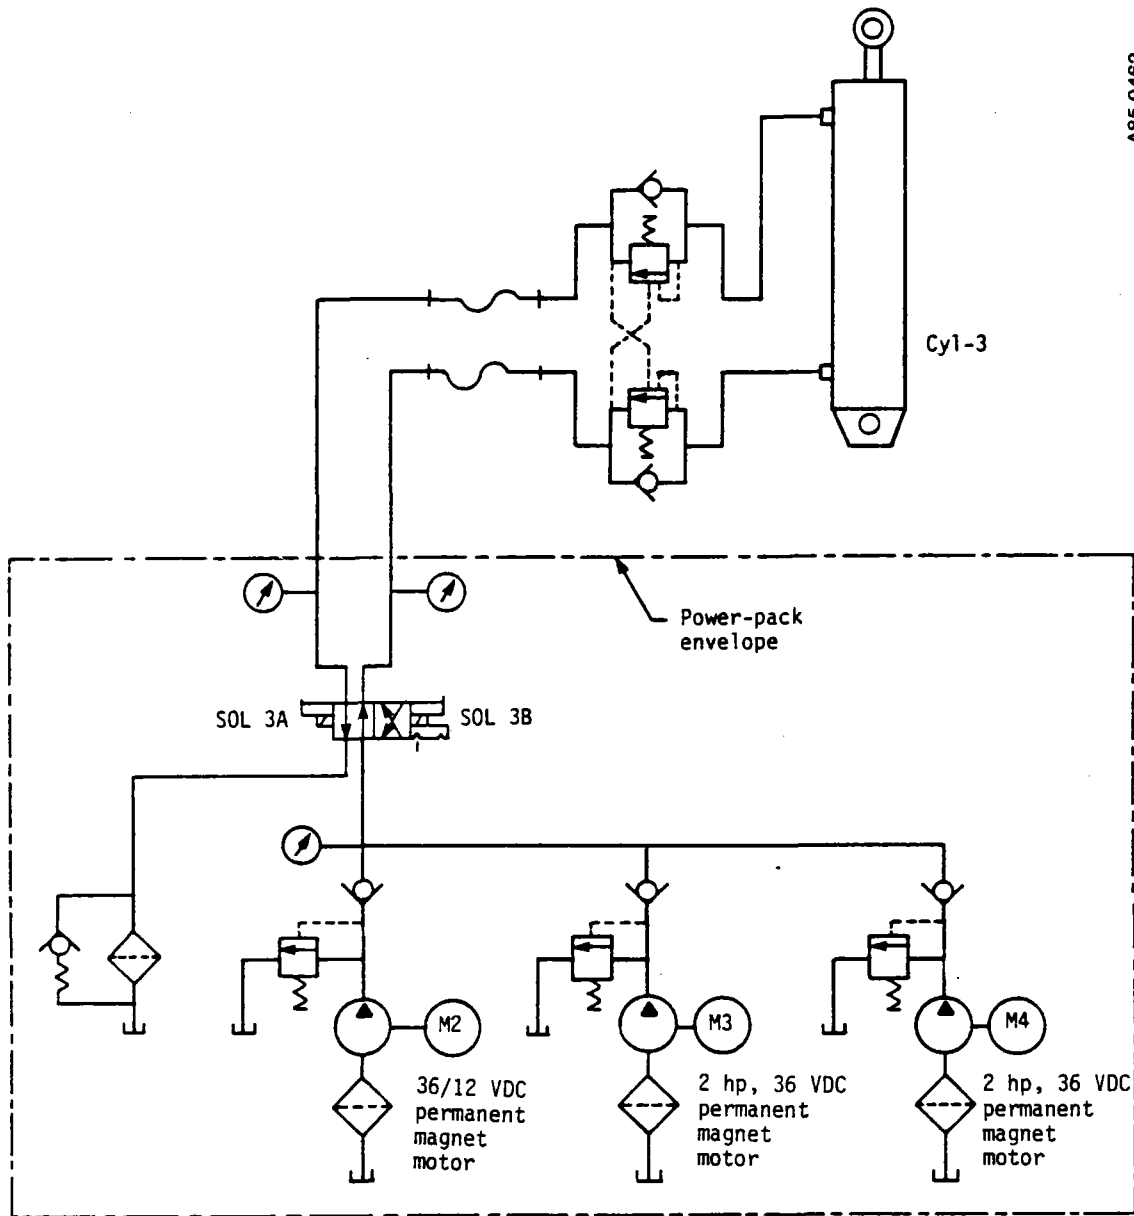 Cyl-3
Power-pack
envelope
SOL 3A
SOL 3B
M2
M3
M4
36/12 VDC
permanent
magnet
motor
2 hp, 36 VDC
permanent
magnet
motor
2 hp, 36 VDC
permanent
magnet
motor